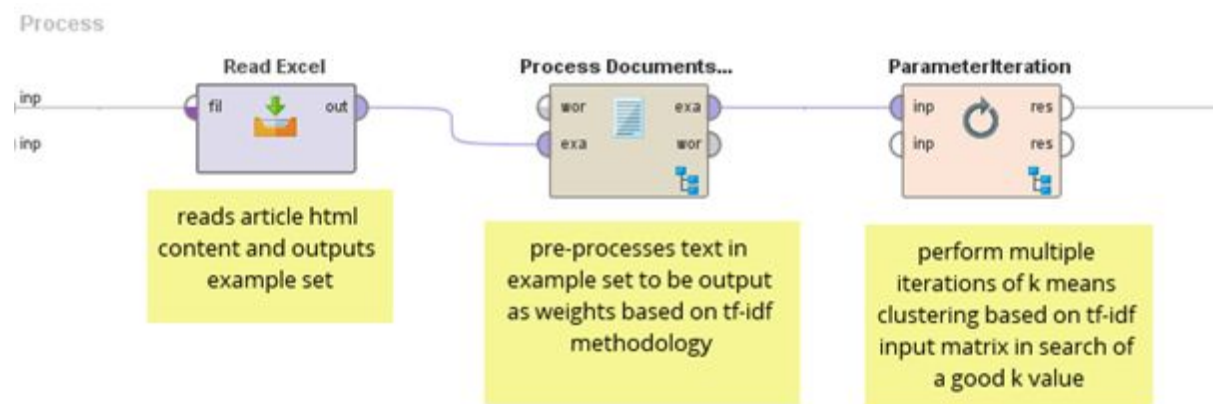 Process
Read Excel
Process Documents...
ParameterIteration
inp
fil
out
wor
exa
inp
res
inp
exa
wor
inp
res
reads article html
content and outputs
example set
pre-processes text in
example set to be output
as weights based on tf-idf
methodology
perform multiple
iterations of k means
clustering based on tf-idf
input matrix in search of
a good k value